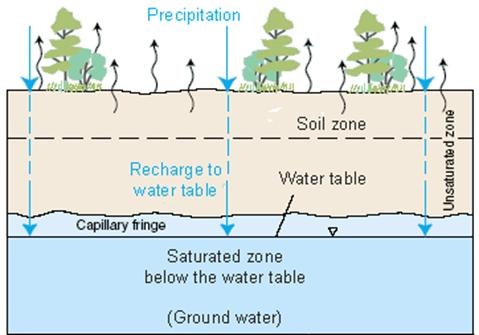 Precipitation
Soil zone
Unsaturated zone
Recharge to
water table
Water table
Capillary fringe
Saturated zone
below the water table
(Ground water)